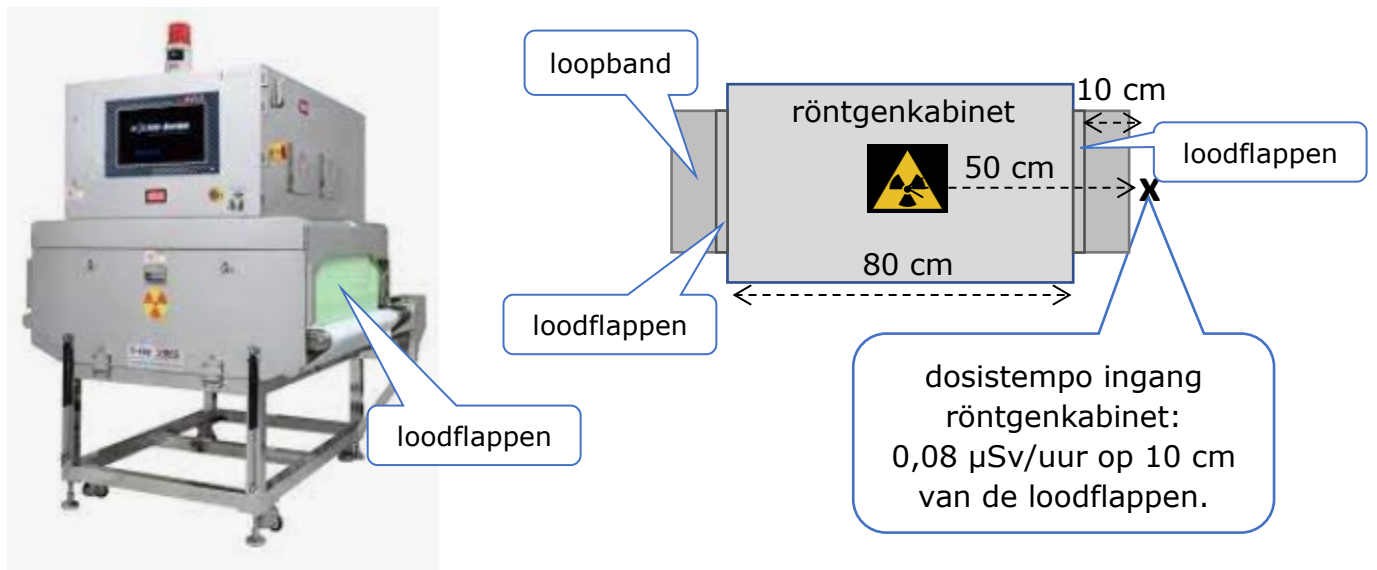 loopband
10 cm
röntgenkabinet
loodflappen
50 cm
x
80 cm
loodflappen
loodflappen
dosistempo ingang
röntgenkabinet:
0,08 µSv/uur op 10 cm
van de loodflappen.